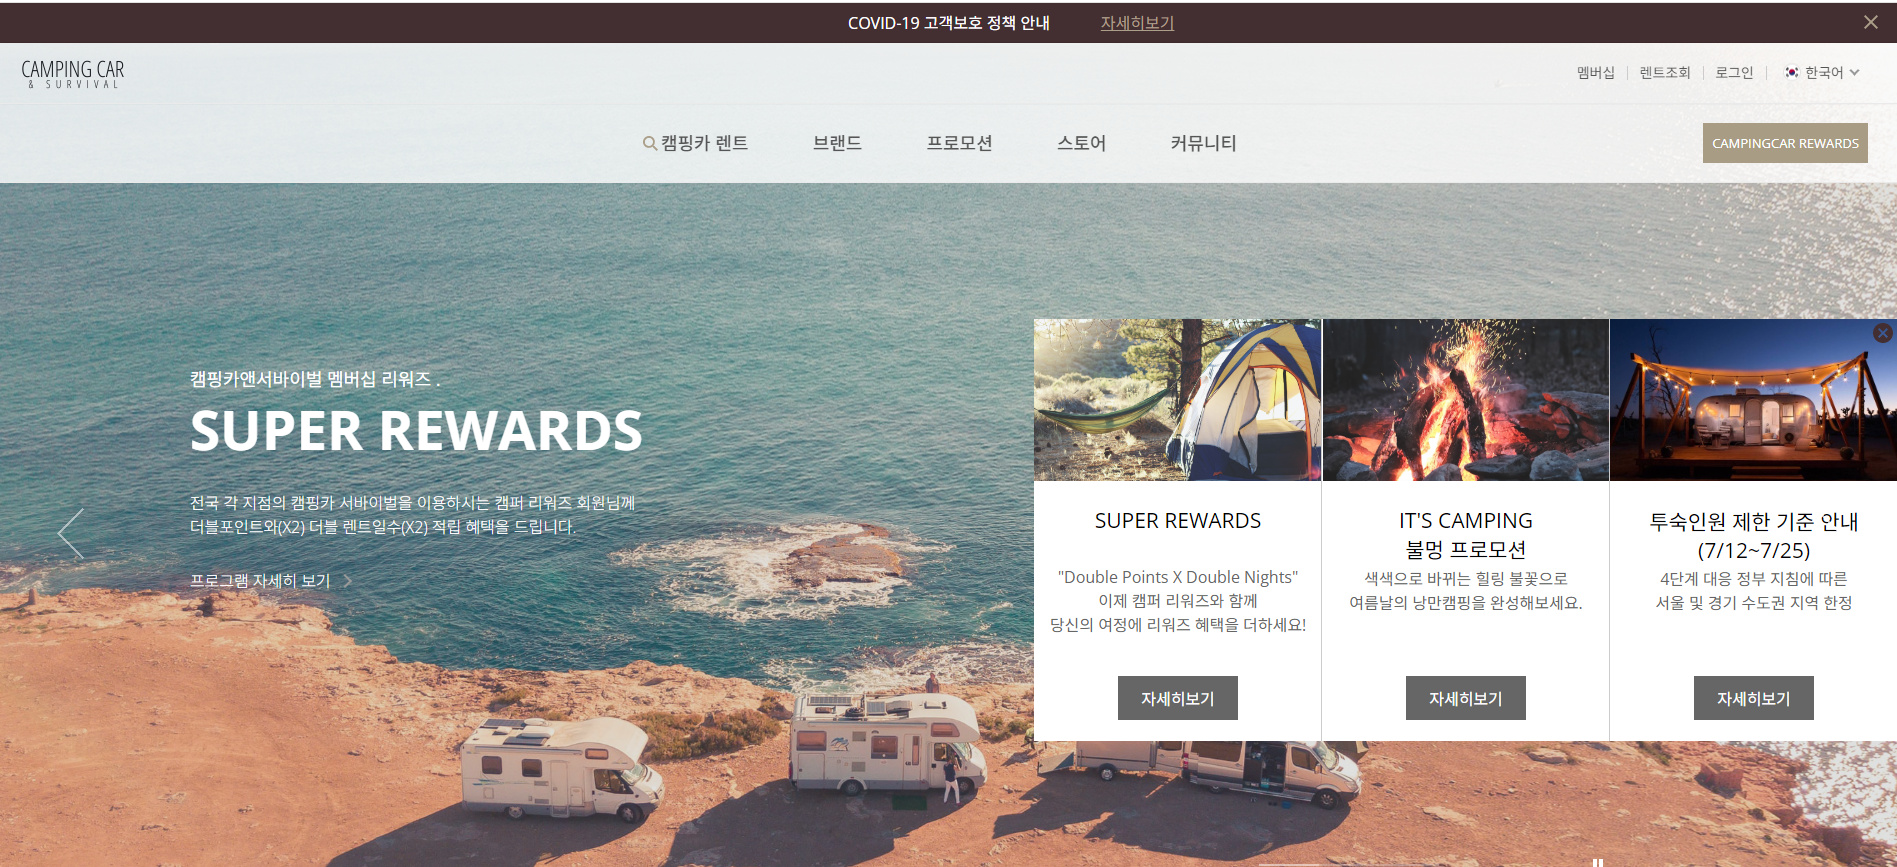 COVID-19 고객보호 정책 안내 자세히보기
CAMPING CAR
& SURVIVAL
멤버십 렌트조회 로그인 한국어
캠핑카 렌트 브랜드 프로모션 스토어 커뮤니티
CAMPINGCAR REWARDS
캠핑카앤서바이벌 멤버십 리워즈 .
SUPER REWARDS
전국 각 지점의 캠핑카 서바이벌을 이용하시는 캠퍼 리워즈 회원님께
더블포인트와(X2) 더블 렌트일수(X2) 적립 혜택을 드립니다.
프로그램 자세히 보기
SUPER REWARDS
"Double Points X Double Nights"
이제 캠퍼 리워즈와 함께
당신의 여정에 리워즈 혜택을 더하세요!
자세히보기
IT'S CAMPING
불멍 프로모션
색색으로 바뀌는 힐링 불꽃으로
여름날의 낭만캠핑을 완성해보세요.
자세히보기
투숙인원 제한 기준 안내
(7/12~7/25)
4단계 대응 정부 지침에 따른
서울 및 경기 수도권 지역 한정
자세히보기